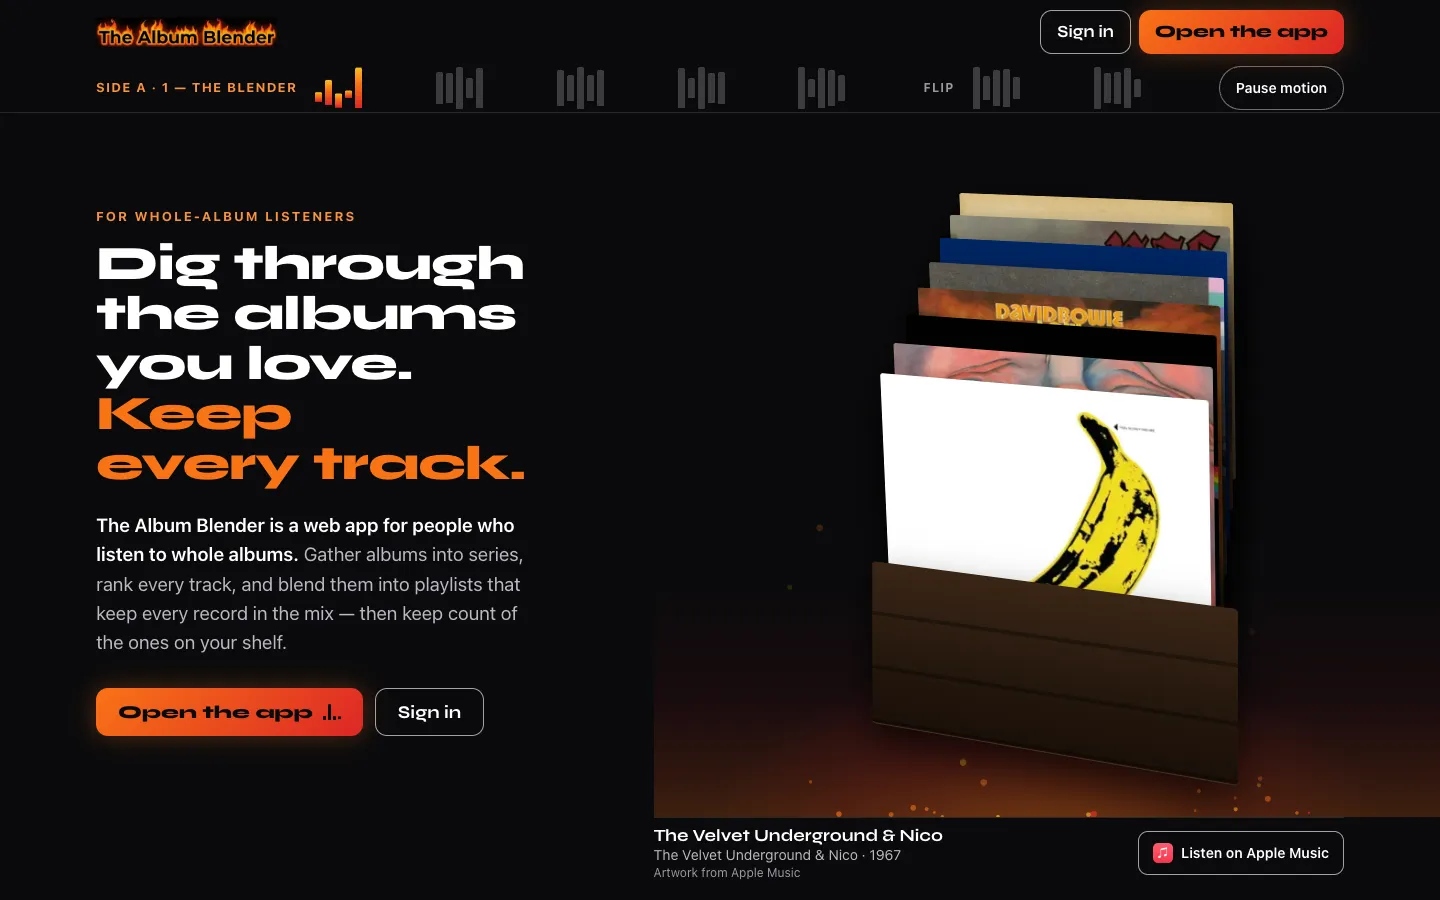 The Album Blender
Sign in
Open the app
SIDE A · 1 — THE BLENDER
FLIP
Pause motion
FOR WHOLE-ALBUM LISTENERS
Dig through
the albums
you love.
Keep
every track.
The Album Blender is a web app for people who
listen to whole albums. Gather albums into series,
rank every track, and blend them into playlists that
keep every record in the mix — then keep count of
the ones on your shelf.
Open the app
Sign in
DAVID BOWIE
The Velvet Underground & Nico
The Velvet Underground & Nico · 1967
Artwork from Apple Music
Listen on Apple Music